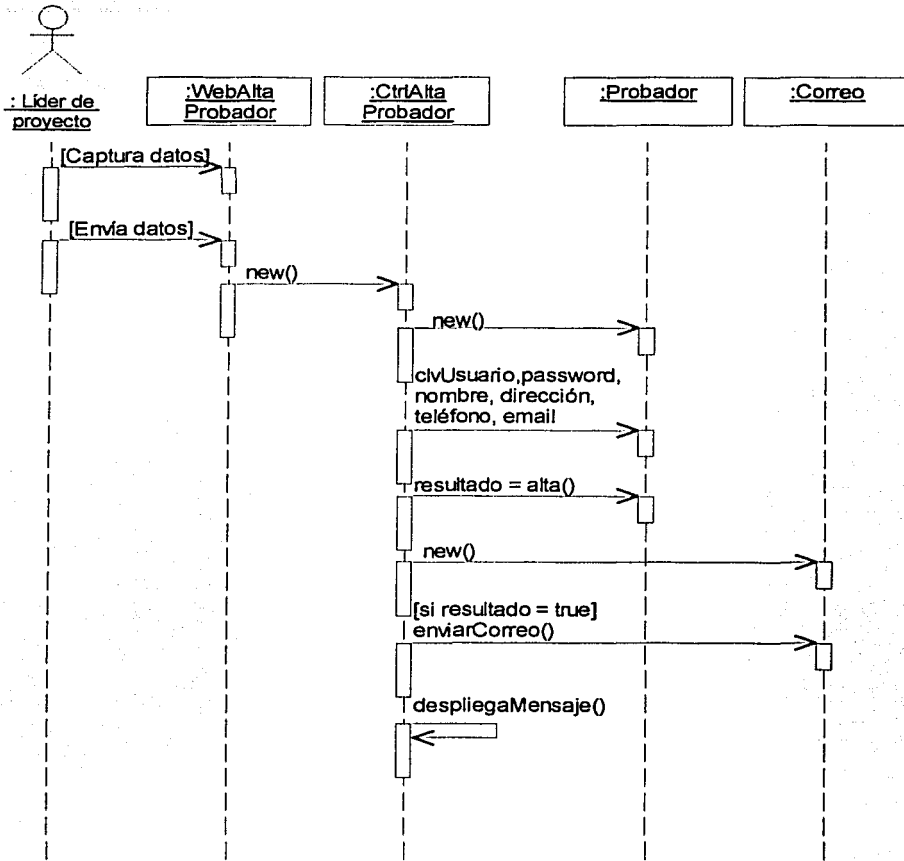 : Líder de
proyecto
:WebAlta
Probador
:CtrlAlta
Probador
:Probador
:Correo
[Captura datos]
[Envía datos]
new()
new()
clvUsuario,password,
nombre, dirección,
teléfono, email
resultado = alta()
new()
[si resultado = true]
enviarCorreo()
despliegaMensaje()